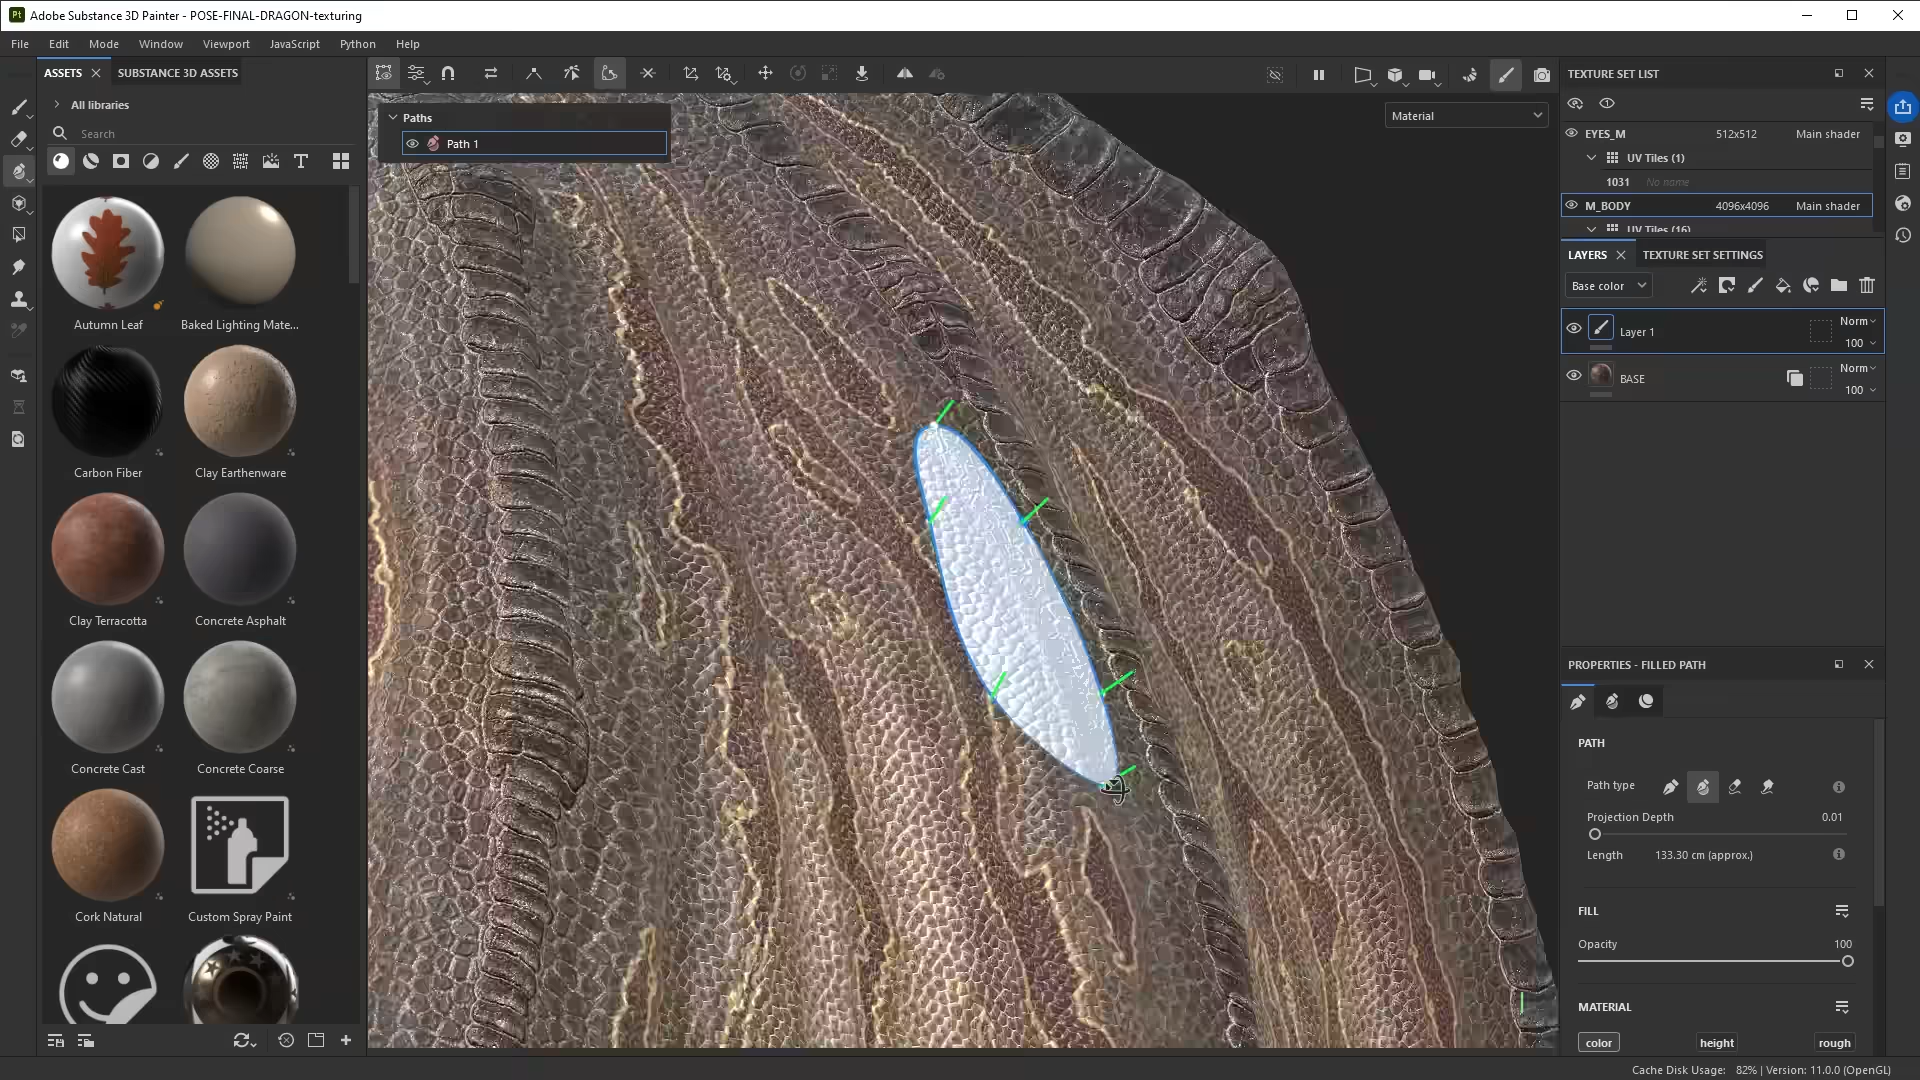 Pt Adobe Substance 3D Painter - POSE-FINAL-DRAGON-texturing
File Edit Mode Window Viewport JavaScript Python Help
ASSETS SUBSTANCE 3D ASSETS
All libraries
Search
Autumn Leaf
Baked Lighting Mate...
Carbon Fiber
Clay Earthenware
Clay Terracotta
Concrete Asphalt
Concrete Cast
Concrete Coarse
Cork Natural
Custom Spray Paint
Paths
Path 1
Material
TEXTURE SET LIST
EYES_M 512x512 Main shader
UV Tiles (1)
1031 No name
M_BODY 4096x4096 Main shader
UV Tiles (16)
LAYERS TEXTURE SET SETTINGS
Base color
Layer 1 Norm
100
BASE Norm
100
PROPERTIES - FILLED PATH
PATH
Path type
Projection Depth 0.01
Length 133.30 cm (approx.)
FILL
Opacity 100
MATERIAL
color height rough
Cache Disk Usage: 82% | Version: 11.0.0 (OpenGL)